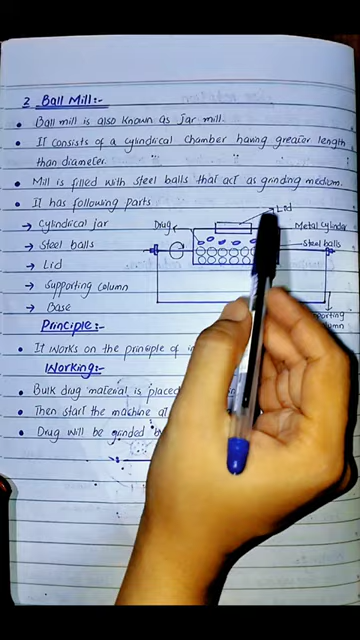 2 Ball Mill:-
• Ball mill is also known as Jar mill.
• It consists of a cylindrical chamber having greater length
than diameter.
• Mill is filled with steel balls that act as grinding medium.
• It has following parts
→ Cylindrical jar
→ Steel balls
→ Lid
→ Supporting column
→ Base
Drug
Lid
Metal Cylinder
Steel balls
column
Principle:-
• It works on the principle of
Working:-
• Bulk drug material is placed
• Then start the machine at
• Drug will be grinded